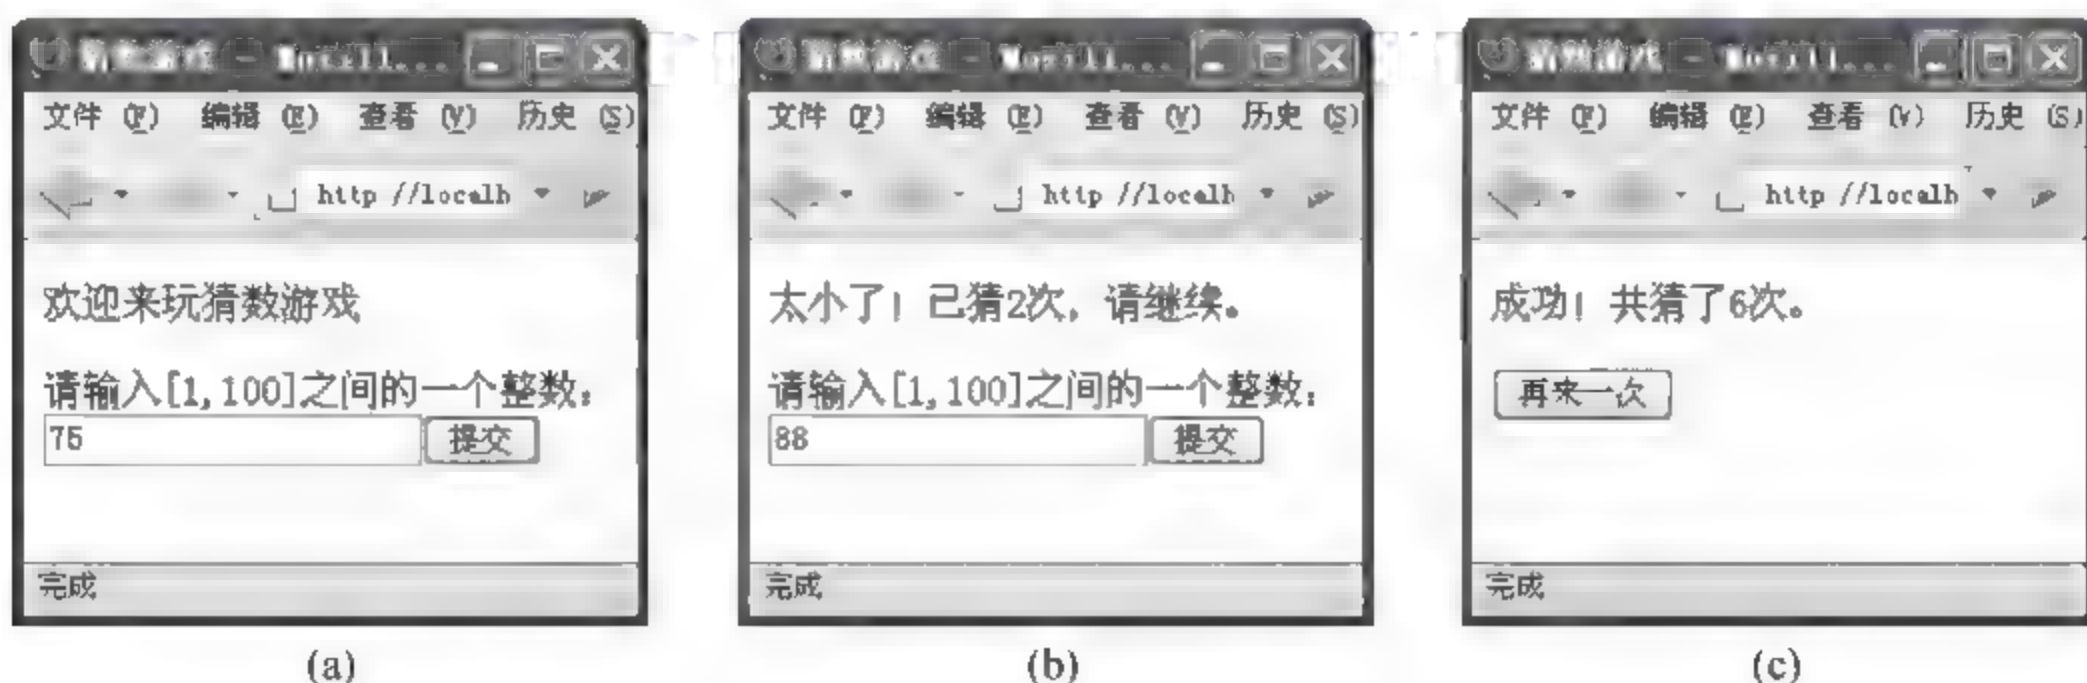 文件 (F) 编辑 (E) 查看 (V) 历史 (S)
http //localh
欢迎来玩猜数游戏
请输入[1,100]之间的一个整数:
75 提交
完成
(a)
文件 (F) 编辑 (E) 查看 (V) 历史 (S)
http //localh
太小了! 已猜2次, 请继续。
请输入[1,100]之间的一个整数:
88 提交
完成
(b)
猜数游戏 -
文件 (F) 编辑 (E) 查看 (V) 历史 (S)
http //localh
成功! 共猜了6次。
再来一次
完成
(c)